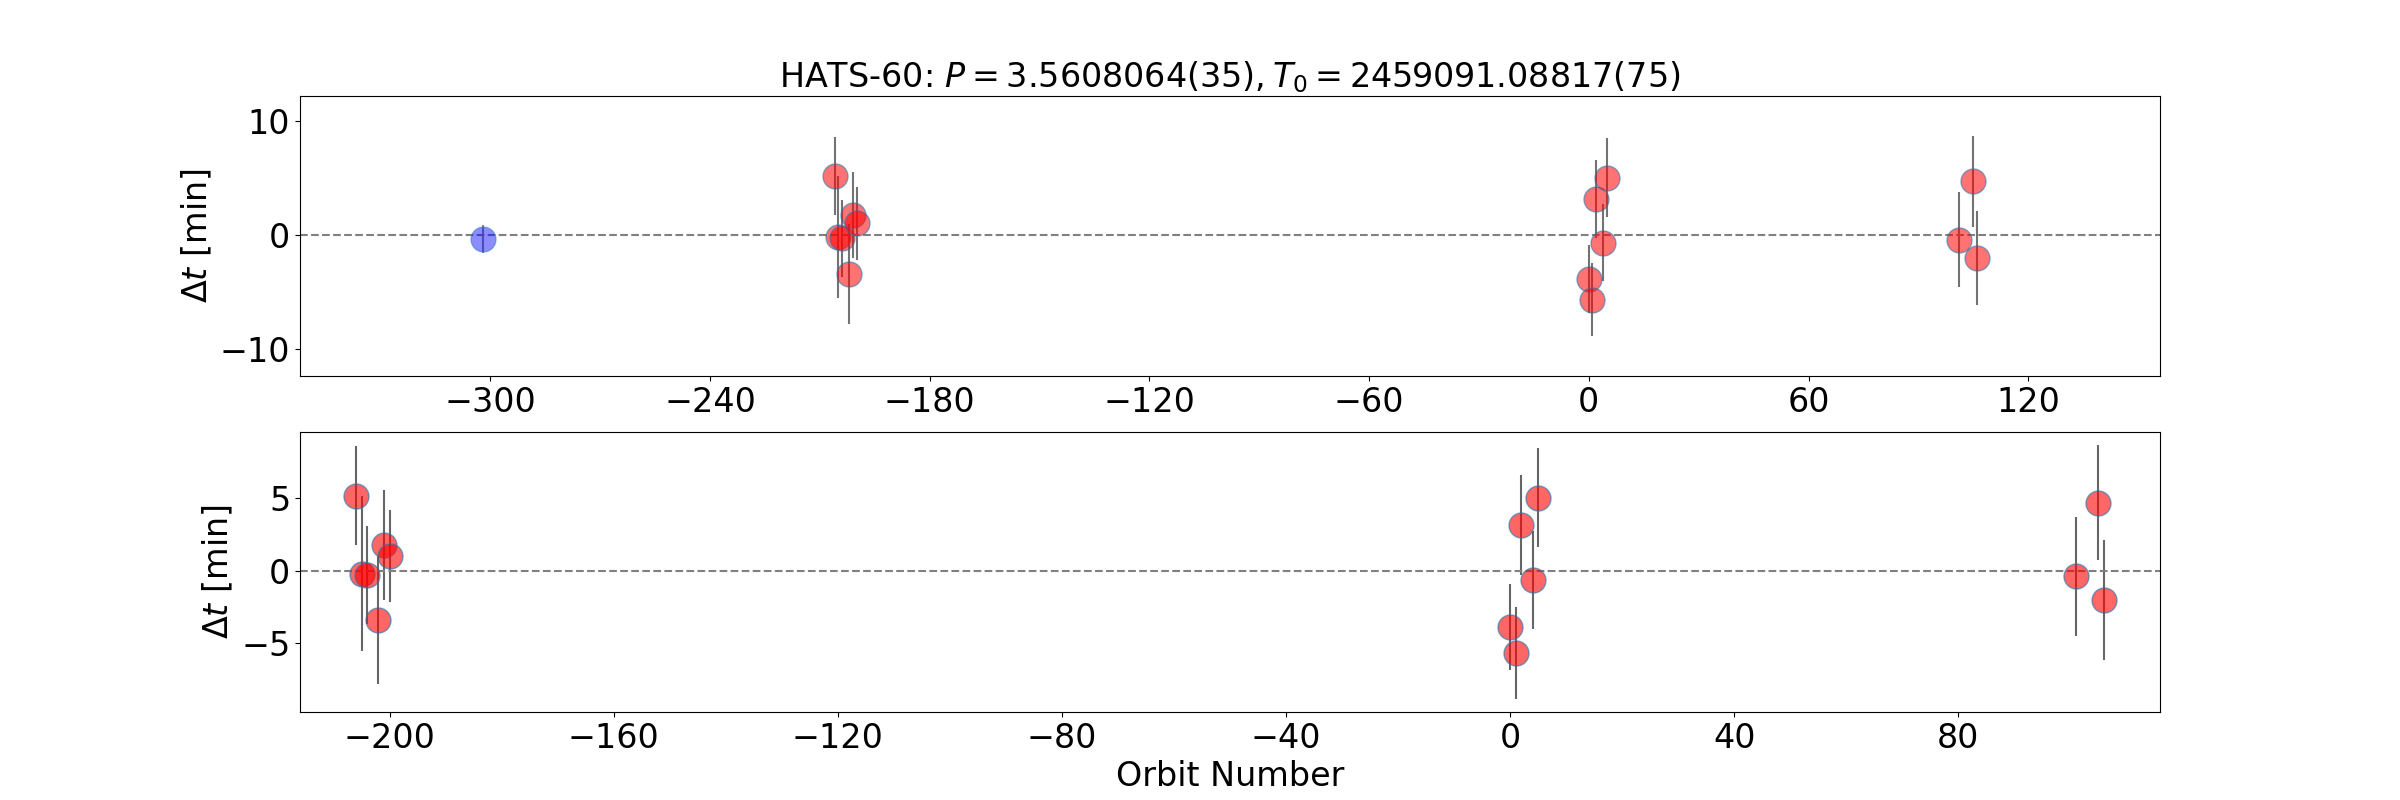 HATS-60: P = 3.5608064(35), T₀ = 2459091.08817(75)
10
0
−10
Δt [min]
−300 −240 −180 −120 −60 0 60 120
5
0
−5
Δt [min]
−200 −160 −120 −80 −40 0 40 80
Orbit Number